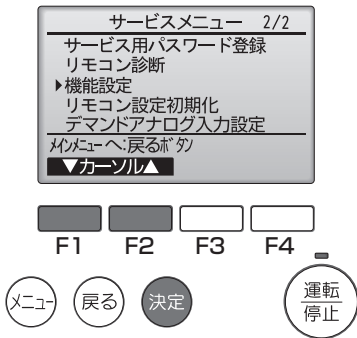 サービスメニュー 2/2
サービス用パスワード登録
リモコン診断
▶機能設定
リモコン設定初期化
デマンドアナログ入力設定
メインメニューへ:戻るボタン
▼カーソル▲
F1 F2 F3 F4
メニュー 戻る 決定 運転
停止